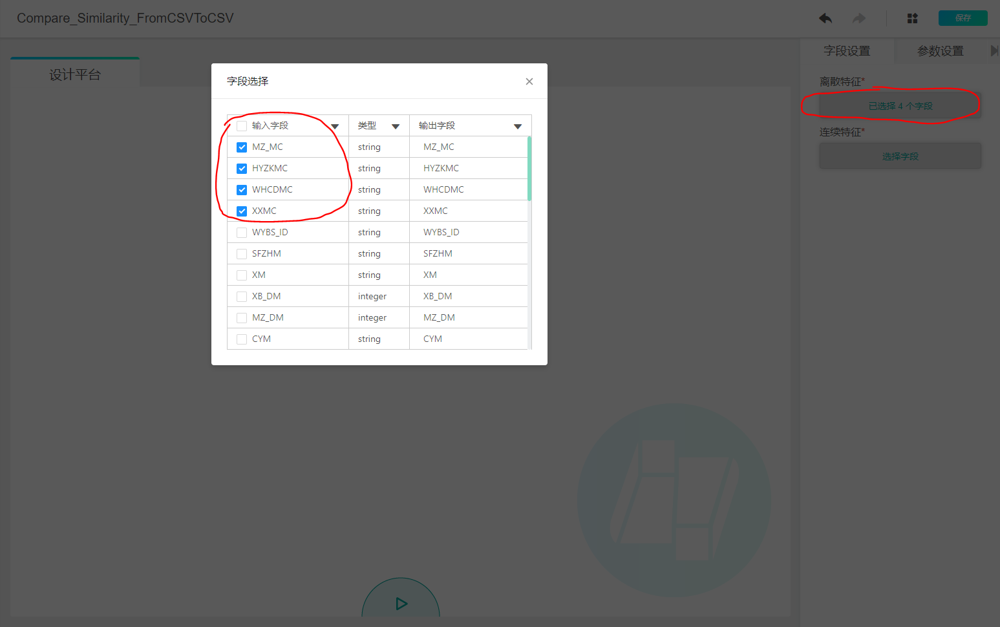 Compare_Similarity_FromCSVToCSV
保存
设计平台
字段设置
参数设置
离散特征*
已选择 4 个字段
连续特征*
选择字段
字段选择
输入字段 类型 输出字段
MZ_MC string MZ_MC
HYZKMC string HYZKMC
WHCDMC string WHCDMC
XXMC string XXMC
WYBS_ID string WYBS_ID
SFZHM string SFZHM
XM string XM
XB_DM integer XB_DM
MZ_DM integer MZ_DM
CYM string CYM